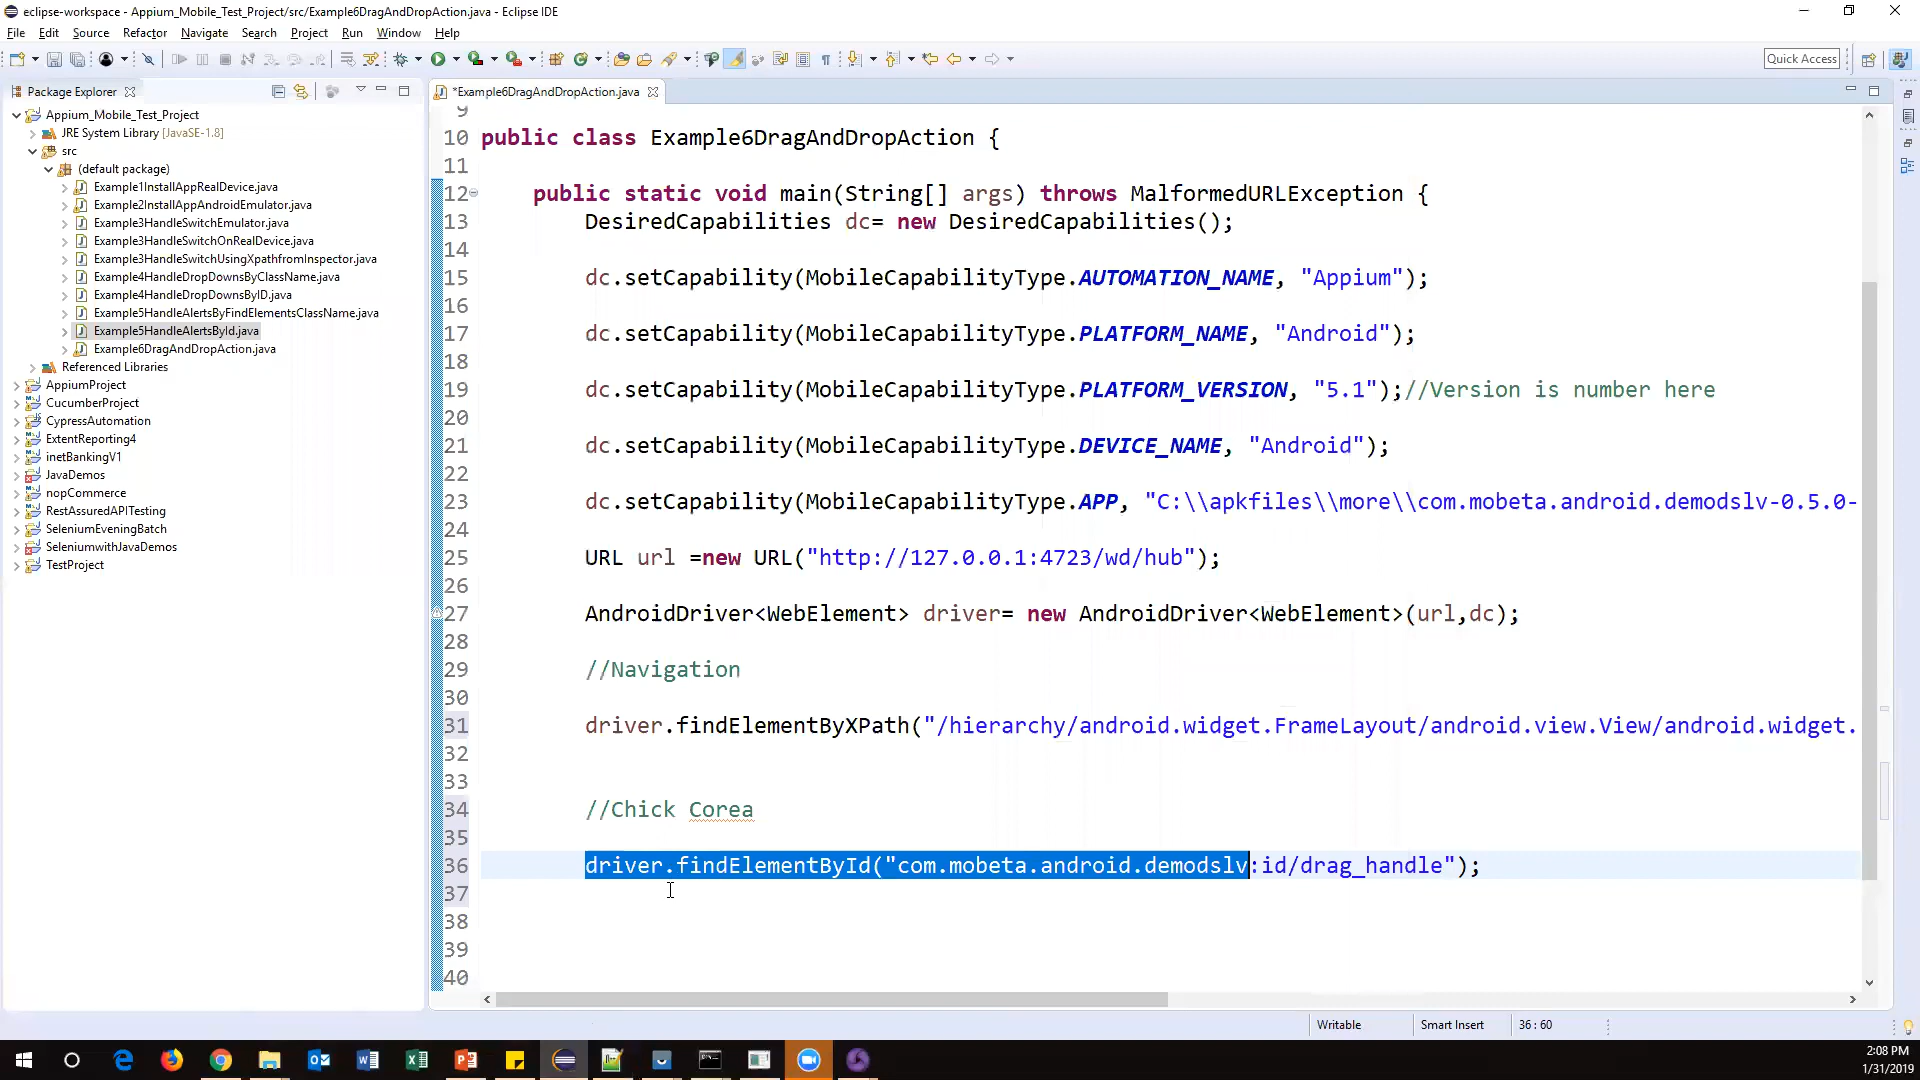 eclipse-workspace - Appium_Mobile_Test_Project/src/Example6DragAndDropAction.java - Eclipse IDE
File Edit Source Refactor Navigate Search Project Run Window Help
Quick Access
Package Explorer
*Example6DragAndDropAction.java
Appium_Mobile_Test_Project
JRE System Library [JavaSE-1.8]
src
(default package)
Example1InstallAppRealDevice.java
Example2InstallAppAndroidEmulator.java
Example3HandleSwitchEmulator.java
Example3HandleSwitchOnRealDevice.java
Example3HandleSwitchUsingXpathfromInspector.java
Example4HandleDropDownsByClassName.java
Example4HandleDropDownsByID.java
Example5HandleAlertsByFindElementsClassName.java
Example5HandleAlertsById.java
Example6DragAndDropAction.java
Referenced Libraries
AppiumProject
CucumberProject
CypressAutomation
ExtentReporting4
inetBankingV1
JavaDemos
nopCommerce
RestAssuredAPITesting
SeleniumEveningBatch
SeleniumwithJavaDemos
TestProject
9
10 public class Example6DragAndDropAction {
11
12 public static void main(String[] args) throws MalformedURLException {
13 DesiredCapabilities dc= new DesiredCapabilities();
14
15 dc.setCapability(MobileCapabilityType.AUTOMATION_NAME, "Appium");
16
17 dc.setCapability(MobileCapabilityType.PLATFORM_NAME, "Android");
18
19 dc.setCapability(MobileCapabilityType.PLATFORM_VERSION, "5.1");//Version is number here
20
21 dc.setCapability(MobileCapabilityType.DEVICE_NAME, "Android");
22
23 dc.setCapability(MobileCapabilityType.APP, "C:\\apkfiles\\more\\com.mobeta.android.demodslv-0.5.0-
24
25 URL url =new URL("http://127.0.0.1:4723/wd/hub");
26
27 AndroidDriver<WebElement> driver= new AndroidDriver<WebElement>(url,dc);
28
29 //Navigation
30
31 driver.findElementByXPath("/hierarchy/android.widget.FrameLayout/android.view.View/android.widget.
32
33
34 //Chick Corea
35
36 driver.findElementById("com.mobeta.android.demodslv:id/drag_handle");
37
38
39
40
Writable Smart Insert 36 : 60
2:08 PM
1/31/2019